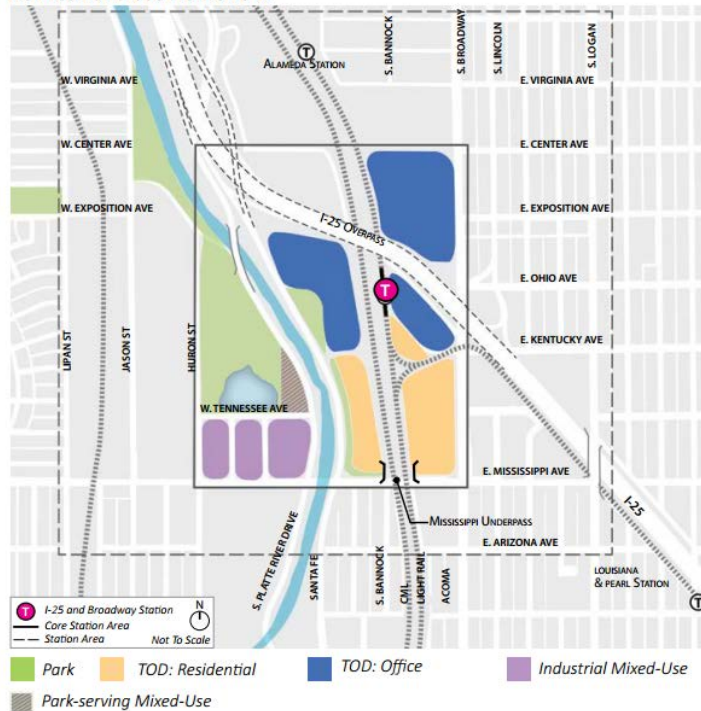 T
ALAMEDA STATION
S. BANNOCK
S. BROADWAY
S. LINCOLN
S. LOGAN
W. VIRGINIA AVE
E. VIRGINIA AVE
W. CENTER AVE
E. CENTER AVE
W. EXPOSITION AVE
E. EXPOSITION AVE
I-25 OVERPASS
E. OHIO AVE
T
LIPAN ST
JASON ST
HURON ST
E. KENTUCKY AVE
W. TENNESSEE AVE
E. MISSISSIPPI AVE
I-25
MISSISSIPPI UNDERPASS
E. ARIZONA AVE
S. PLATTE RIVER DRIVE
SANTA FE
S. BANNOCK
CML
LIGHT RAIL
ACOMA
LOUISIANA
& PEARL STATION
T
T I-25 and Broadway Station
Core Station Area
Station Area
N
Not To Scale
Park
TOD: Residential
TOD: Office
Industrial Mixed-Use
Park-serving Mixed-Use